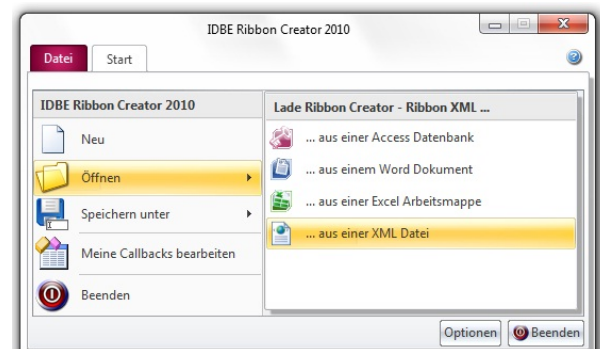 IDBE Ribbon Creator 2010
Datei Start
IDBE Ribbon Creator 2010
Neu
Öffnen
Speichern unter
Meine Callbacks bearbeiten
Beenden
Lade Ribbon Creator - Ribbon XML ...
... aus einer Access Datenbank
... aus einem Word Dokument
... aus einer Excel Arbeitsmappe
... aus einer XML Datei
Optionen Beenden